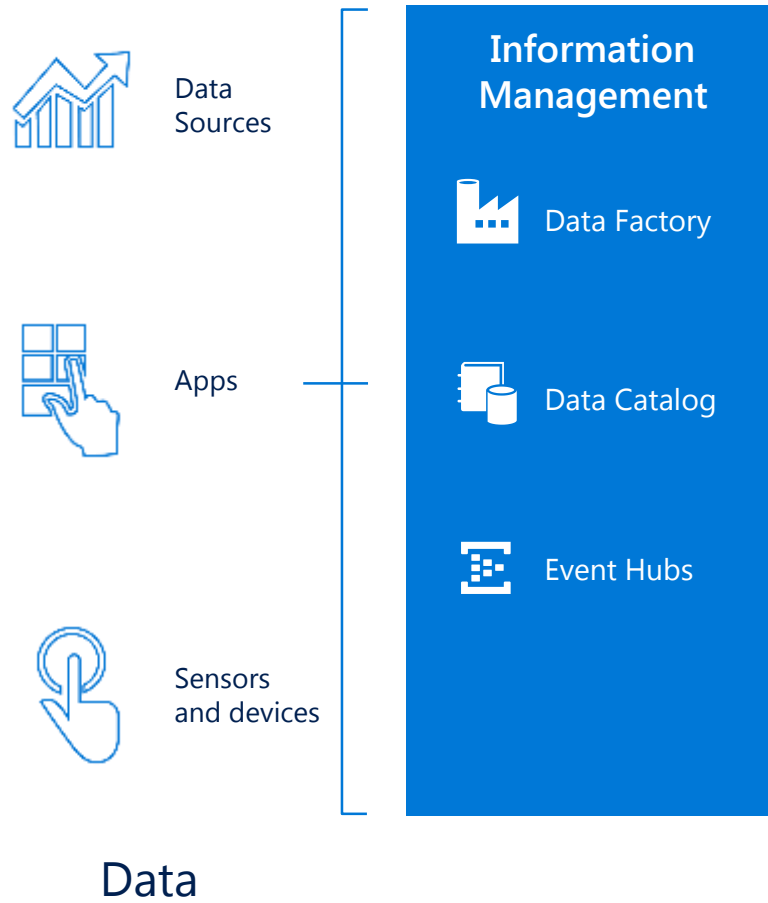 Data
Sources
Apps
Sensors
and devices
Data
Information
Management
Data Factory
Data Catalog
Event Hubs